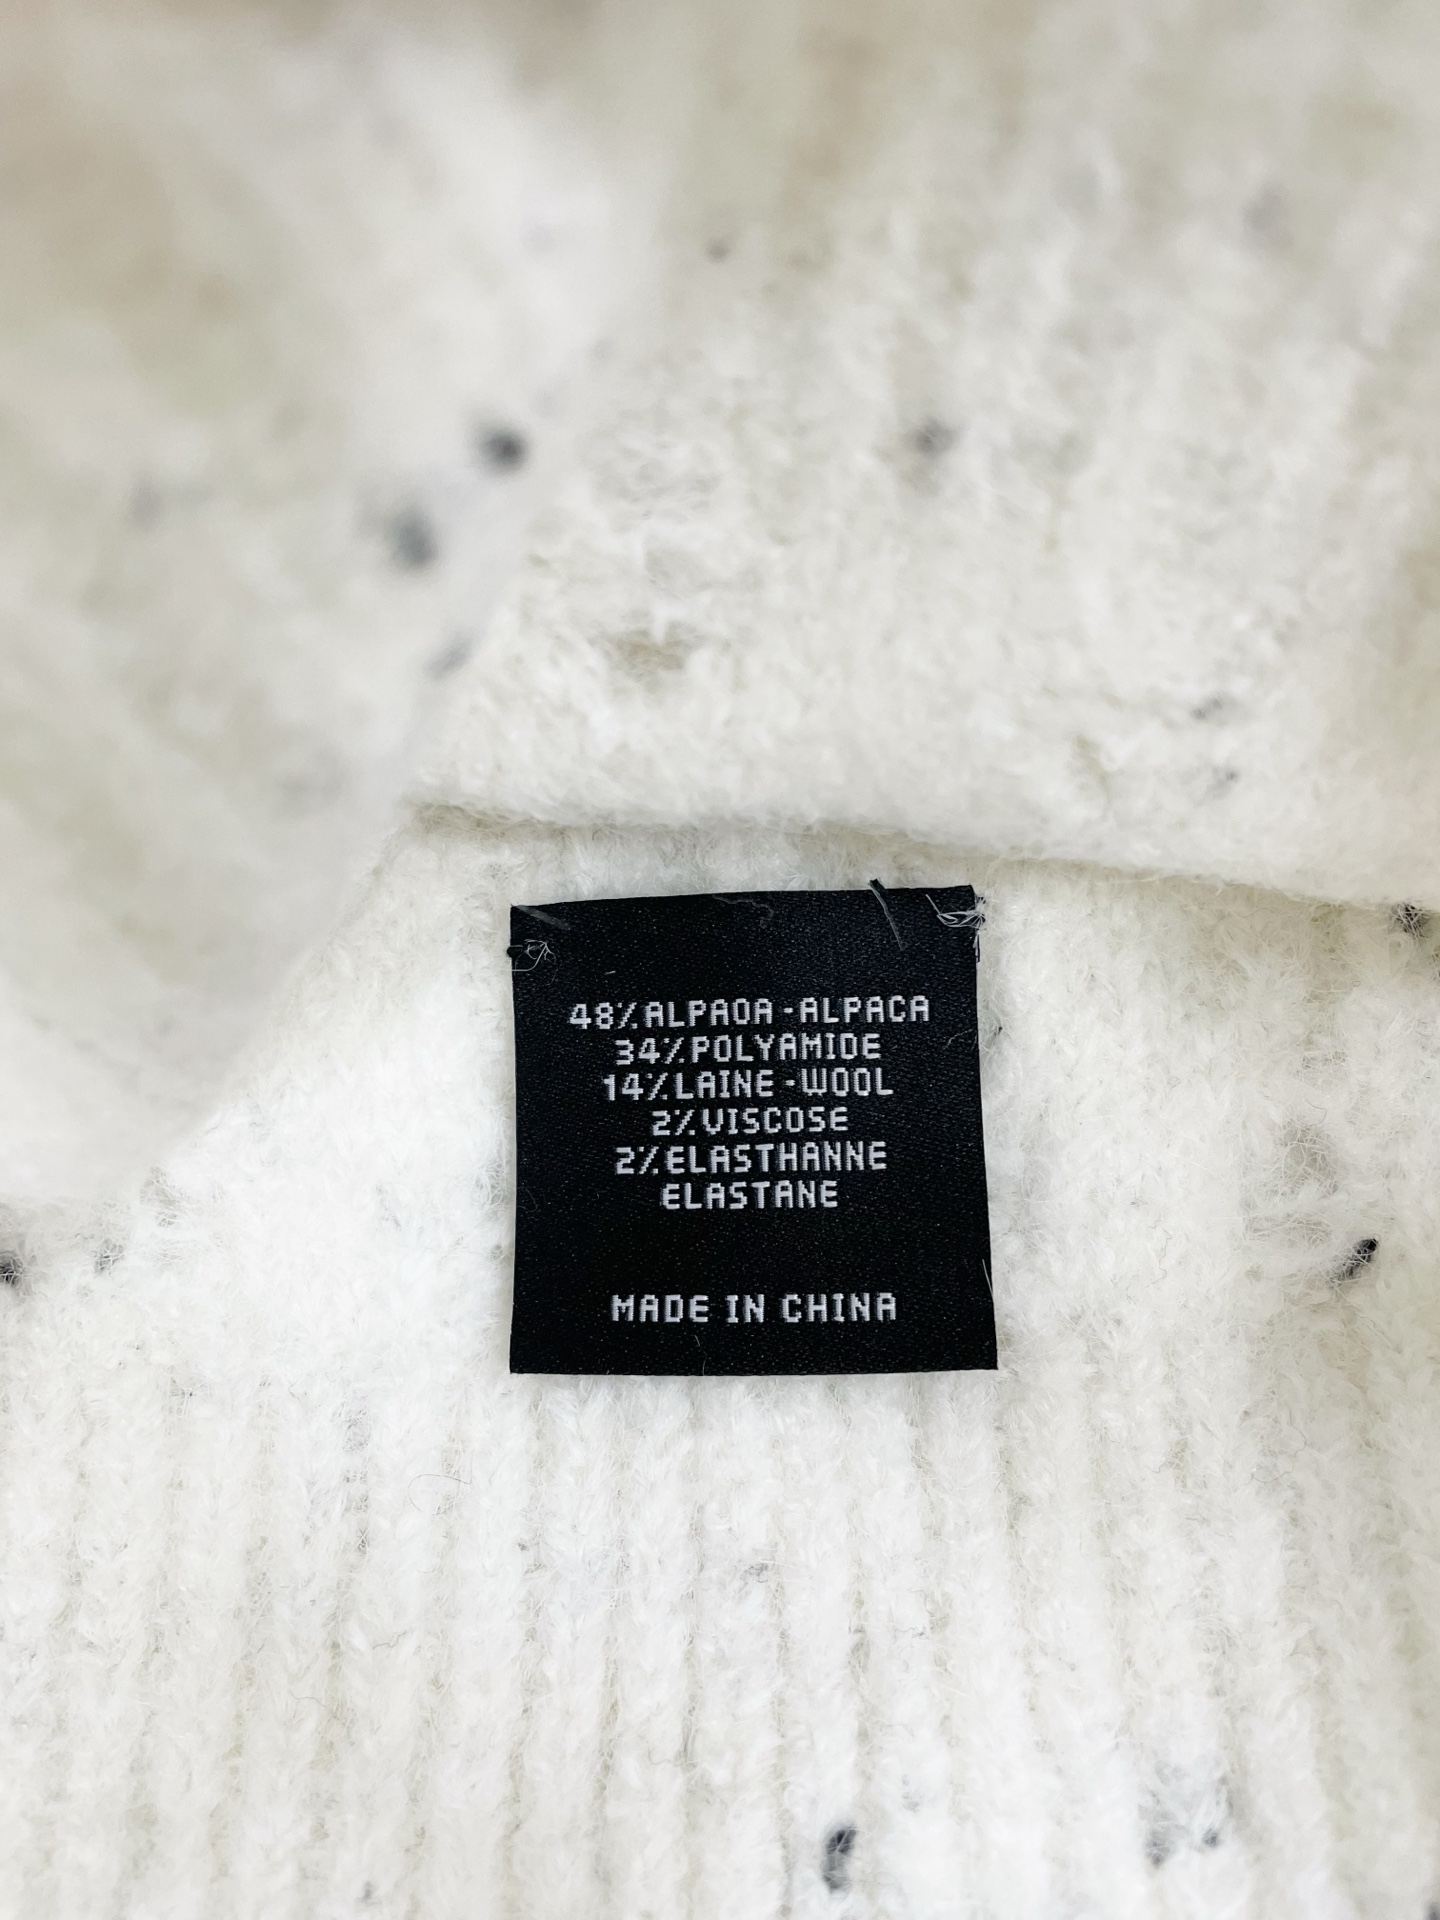 48% ALPAOA - ALPACA
34% POLYAMIDE
14% LAINE - WOOL
2% VISCOSE
2% ELASTHANNE
ELASTANE
MADE IN CHINA